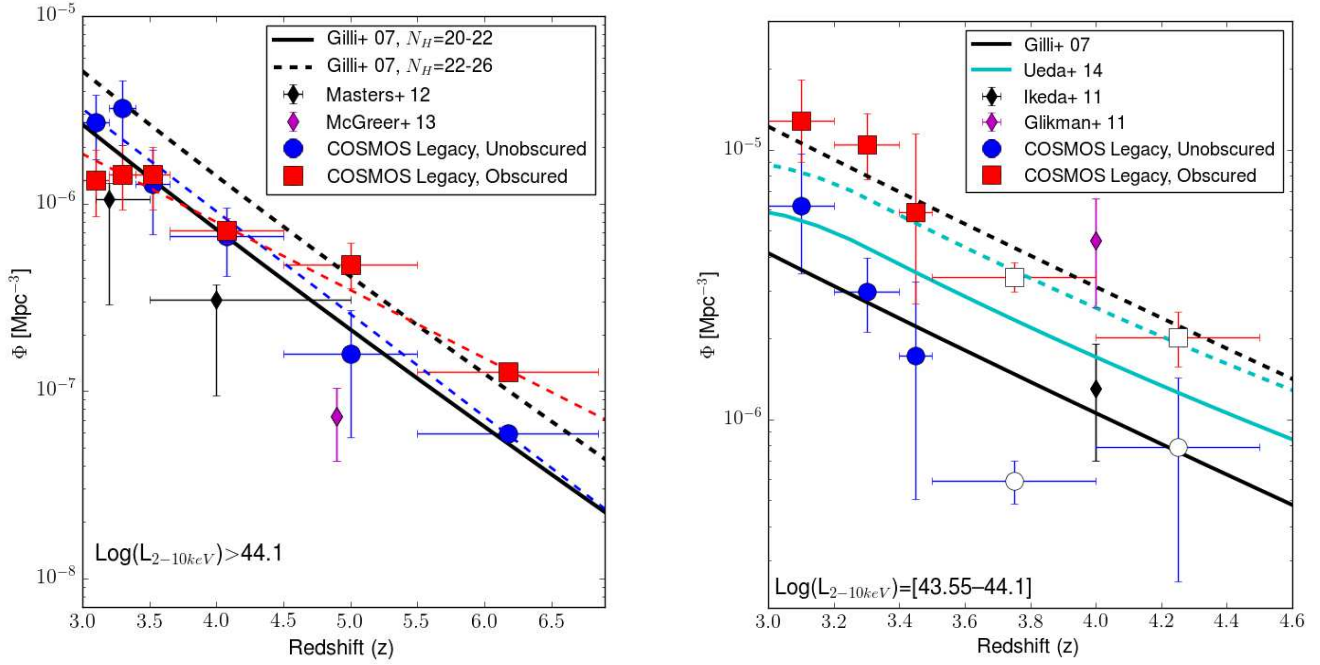 10⁻⁵
10⁻⁶
10⁻⁷
10⁻⁸
Φ [Mpc⁻³]
Gilli+ 07, N_H=20-22
Gilli+ 07, N_H=22-26
Masters+ 12
McGreer+ 13
COSMOS Legacy, Unobscured
COSMOS Legacy, Obscured
Log(L₂₋₁₀ₖₑV)>44.1
3.0 3.5 4.0 4.5 5.0 5.5 6.0 6.5
Redshift (z)
10⁻⁵
10⁻⁶
Φ [Mpc⁻³]
Gilli+ 07
Ueda+ 14
Ikeda+ 11
Glikman+ 11
COSMOS Legacy, Unobscured
COSMOS Legacy, Obscured
Log(L₂₋₁₀ₖₑV)=[43.55–44.1]
3.0 3.2 3.4 3.6 3.8 4.0 4.2 4.4 4.6
Redshift (z)